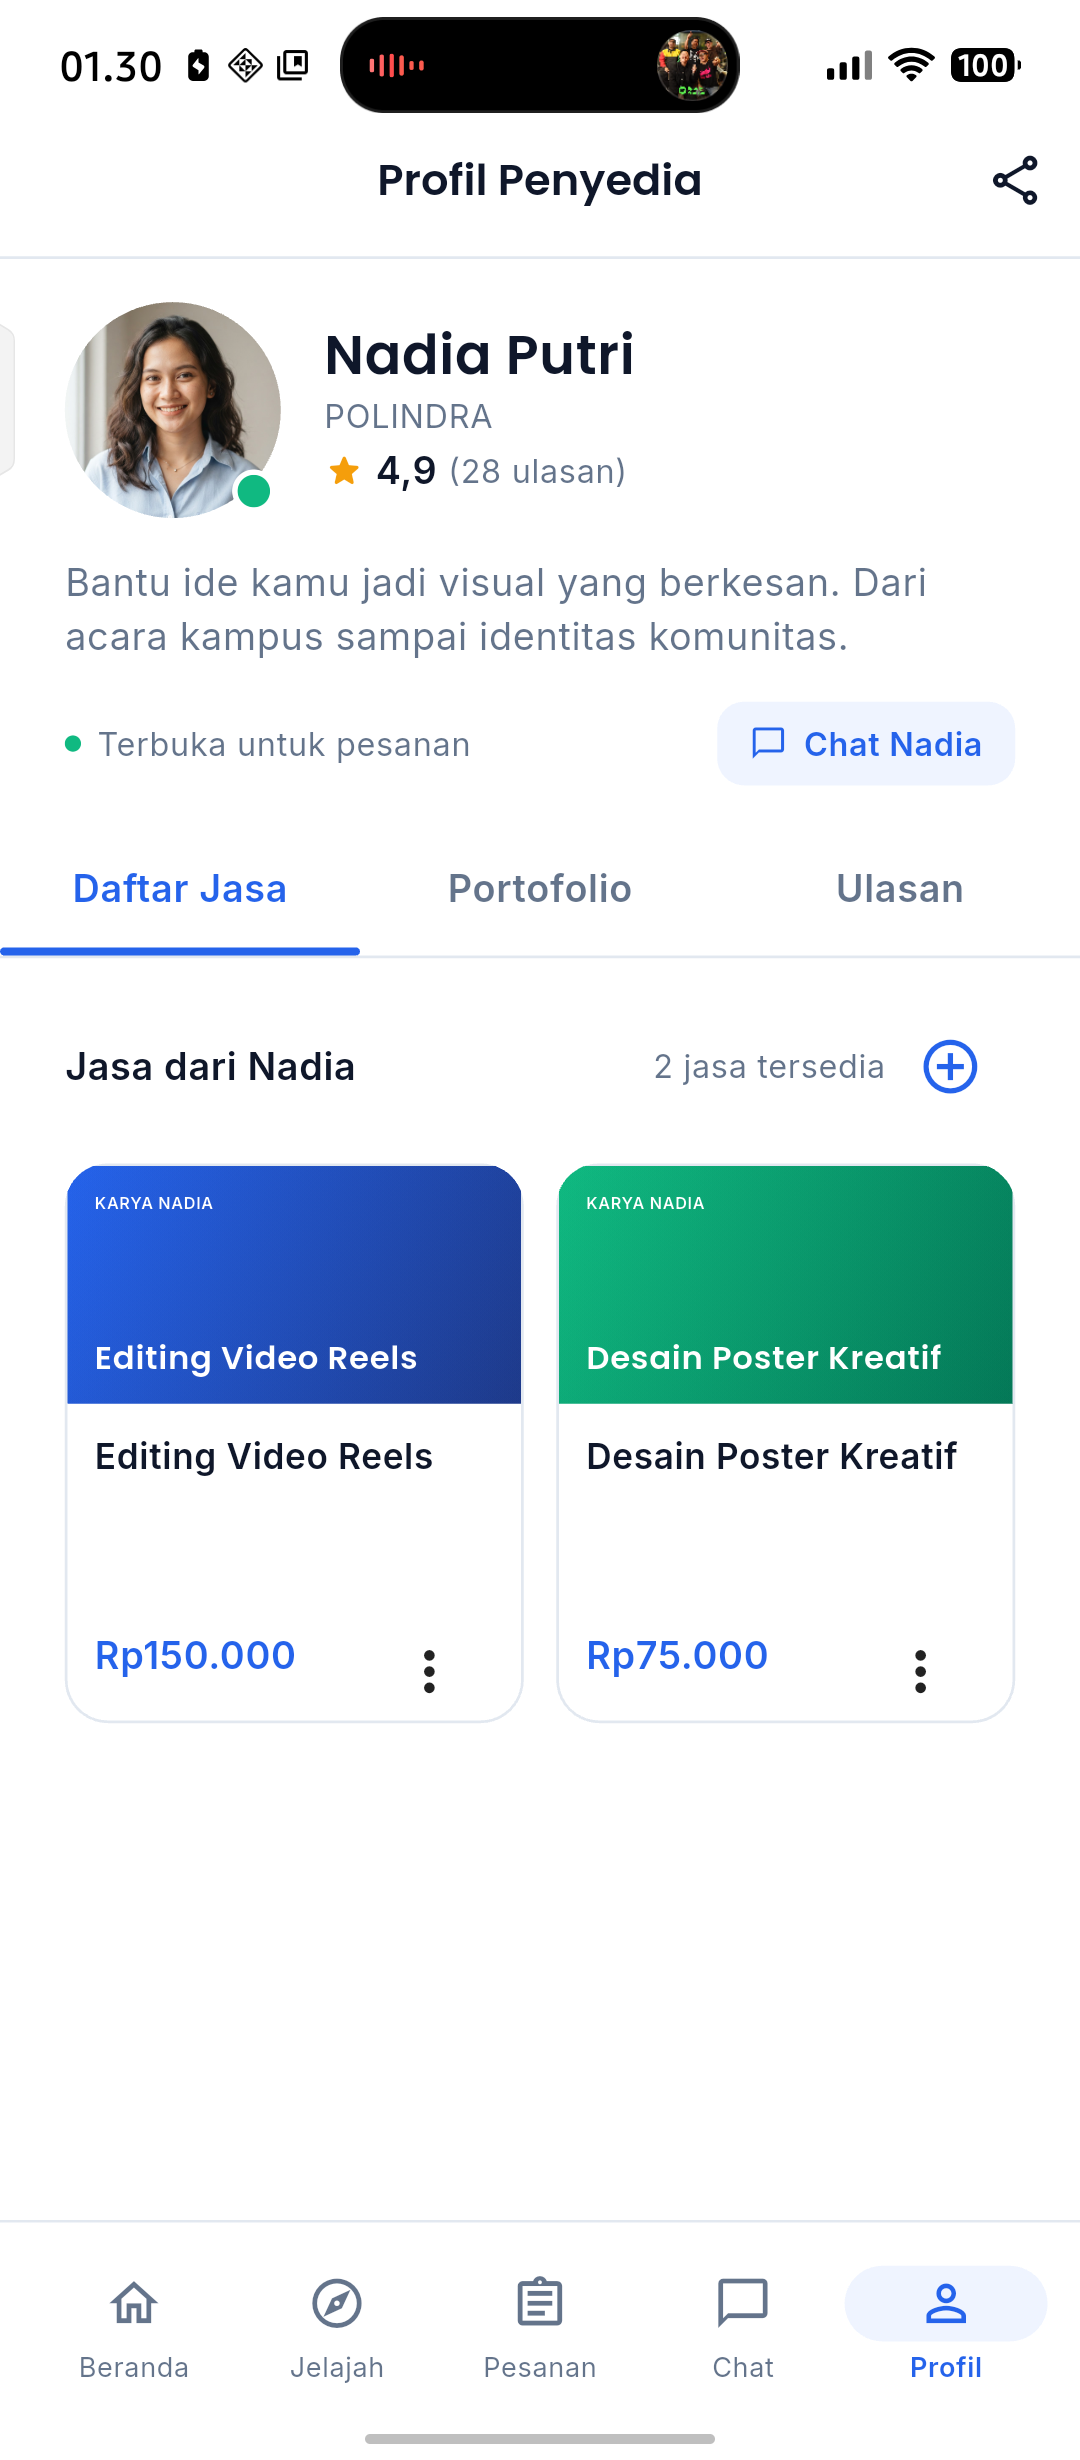 01.30
100
Profil Penyedia
Nadia Putri
POLINDRA
4,9 (28 ulasan)
Bantu ide kamu jadi visual yang berkesan. Dari
acara kampus sampai identitas komunitas.
Terbuka untuk pesanan
Chat Nadia
Daftar Jasa
Portofolio
Ulasan
Jasa dari Nadia
2 jasa tersedia
KARYA NADIA
Editing Video Reels
Editing Video Reels
Rp150.000
KARYA NADIA
Desain Poster Kreatif
Desain Poster Kreatif
Rp75.000
Beranda
Jelajah
Pesanan
Chat
Profil